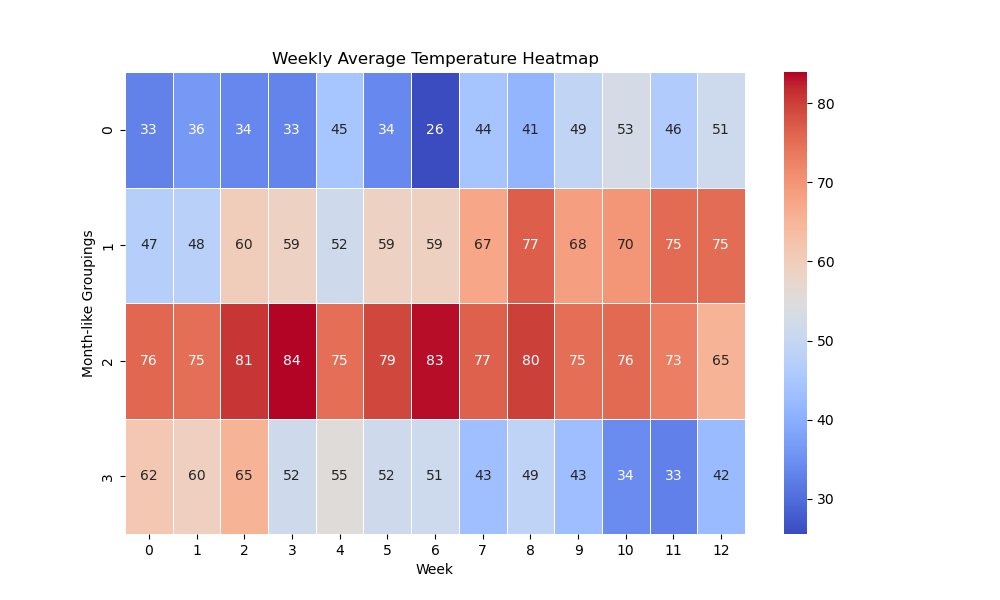 Weekly Average Temperature Heatmap
0 33 36 34 33 45 34 26 44 41 49 53 46 51
1 47 48 60 59 52 59 59 67 77 68 70 75 75
2 76 75 81 84 75 79 83 77 80 75 76 73 65
3 62 60 65 52 55 52 51 43 49 43 34 33 42
0 1 2 3 4 5 6 7 8 9 10 11 12
Week
Month-like Groupings
80
70
60
50
40
30